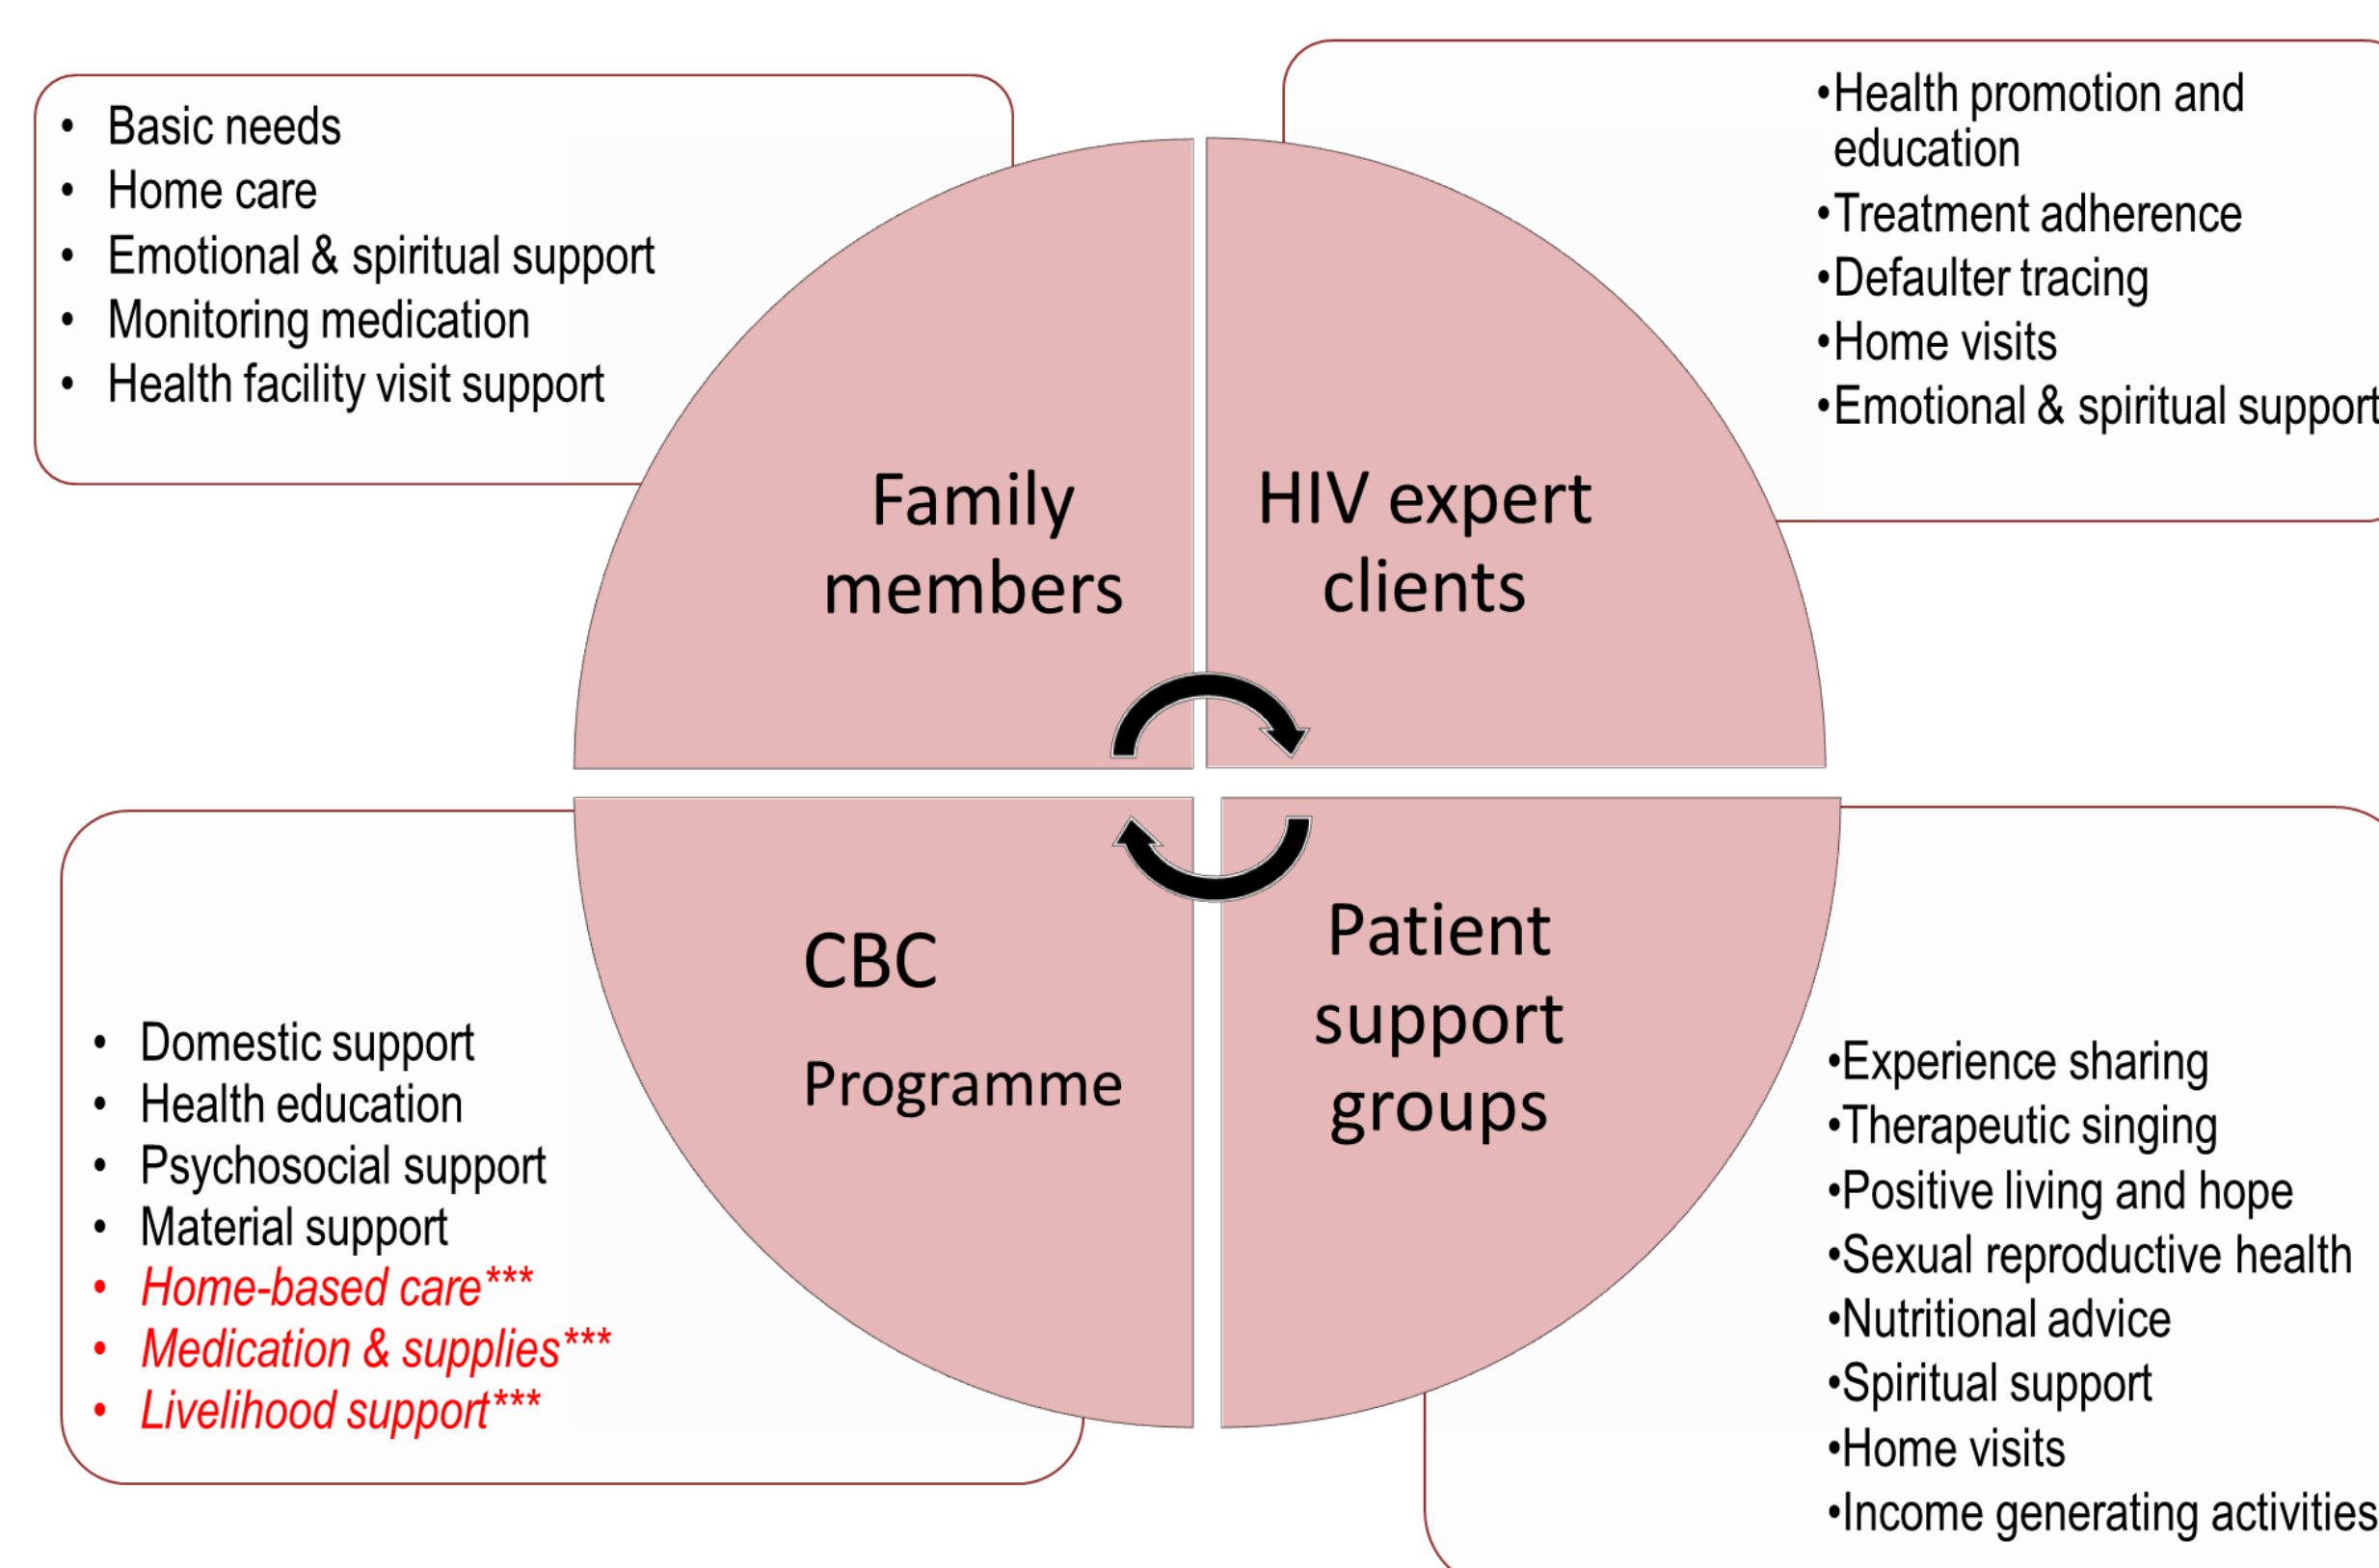 • Basic needs
• Home care
• Emotional & spiritual support
• Monitoring medication
• Health facility visit support
•Health promotion and
education
•Treatment adherence
•Defaulter tracing
•Home visits
•Emotional & spiritual support
Family
members
HIV expert
clients
CBC
Programme
Patient
support
groups
• Domestic support
• Health education
• Psychosocial support
• Material support
• Home-based care***
• Medication & supplies***
• Livelihood support***
•Experience sharing
•Therapeutic singing
•Positive living and hope
•Sexual reproductive health
•Nutritional advice
•Spiritual support
•Home visits
•Income generating activities